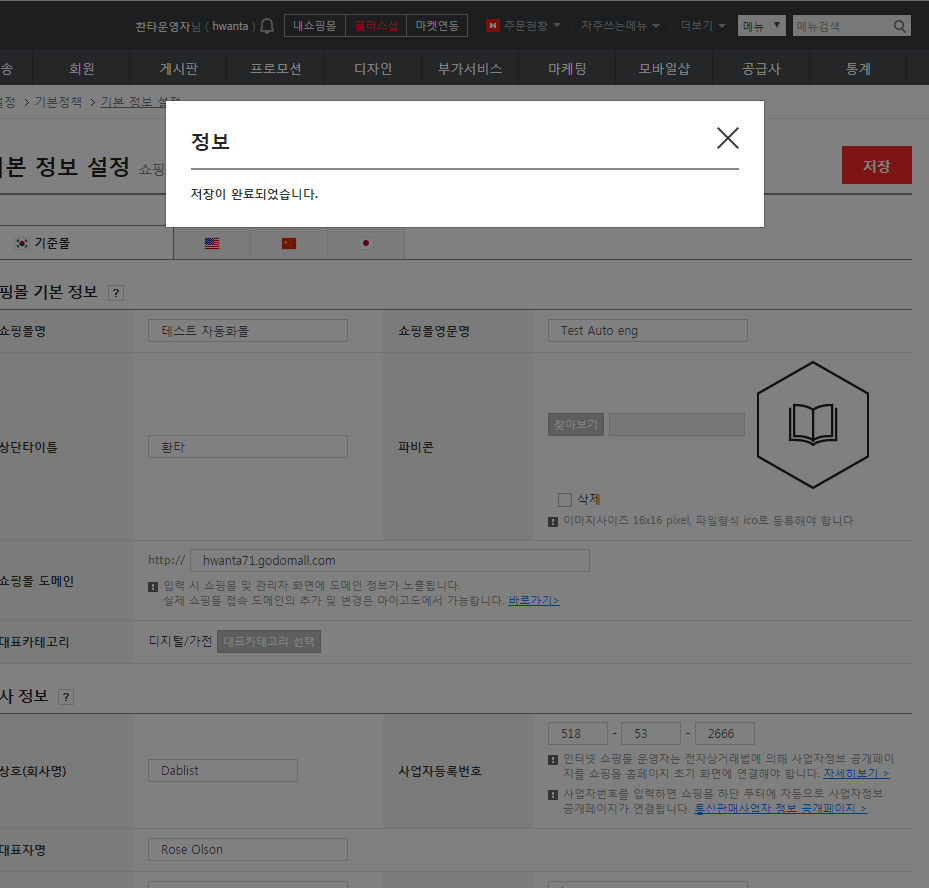 환타운영자님 ( hwanta ) 내쇼핑몰 플러스샵 마켓연동 N 주문현황 자주쓰는메뉴 더보기 메뉴 메뉴검색
송 회원 게시판 프로모션 디자인 부가서비스 마케팅 모바일샵 공급사 통계
설정 > 기본정책 > 기본 정보 설정
정보
본 정보 설정 쇼핑
저장
저장이 완료되었습니다.
기준몰
핑몰 기본 정보 ?
쇼핑몰명 테스트 자동화몰 쇼핑몰영문명 Test Auto eng
상단타이틀 환타 파비콘 찾아보기
삭제
이미지사이즈 16x16 pixel, 파일형식 ico로 등록해야 합니다
쇼핑몰 도메인 http:// hwanta71.godomall.com
입력 시 쇼핑몰 및 관리자 화면에 도메인 정보가 노출됩니다.
실제 쇼핑몰 접속 도메인의 추가 및 변경은 마이고도에서 가능합니다. 바로가기>
대표카테고리 디지털/가전 대표카테고리 선택
사 정보 ?
상호(회사명) Dablist 사업자등록번호 518 - 53 - 2666
인터넷 쇼핑몰 운영자는 전자상거래법에 의해 사업자정보 공개페이
지를 쇼핑몰 홈페이지 초기 화면에 연결해야 합니다. 자세히보기 >
사업자번호를 입력하면 쇼핑몰 하단 푸터에 자동으로 사업자정보
공개페이지가 연결됩니다. 통신판매사업자 정보 공개페이지 >
대표자명 Rose Olson